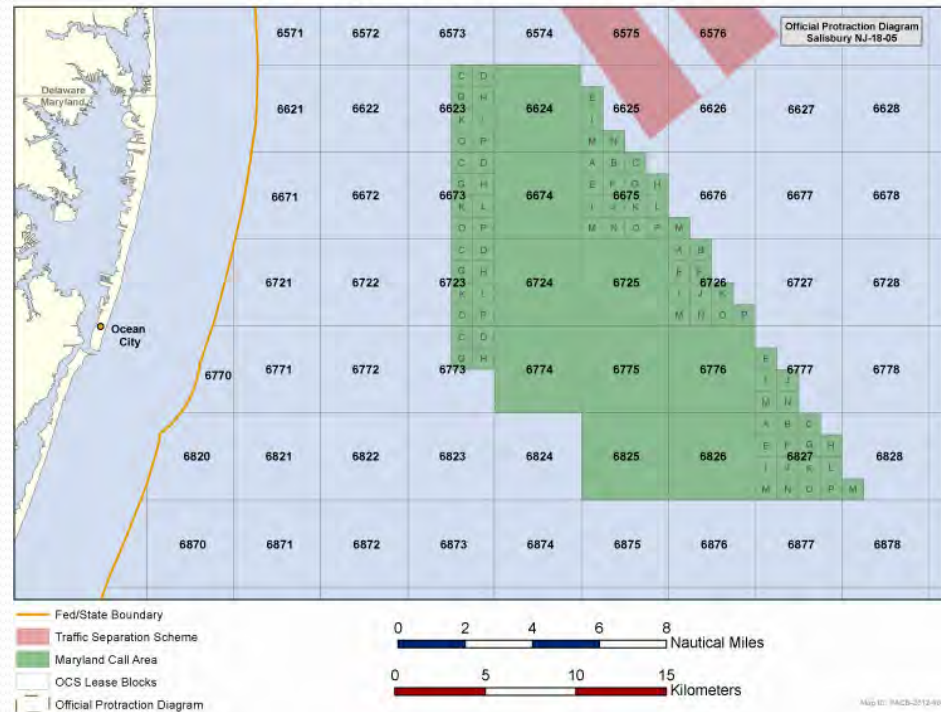 6571 6572 6573 6574 6575 6576
Official Protraction Diagram
Salisbury NJ-18-05
Delaware
Maryland
C D
G H
6621 6622 6623 6624 E 6625 6626 6627 6628
K L I
O P M N
C D A B C
G H E F G H
6671 6672 6673 6674 6675 6676 6677 6678
K L I J K L
O P M N O P M
C D A B
G H E F
6721 6722 6723 6724 6725 6726 6727 6728
K L I J K
O P M N O P
Ocean
City
C D
G H E
6770 6771 6772 6773 6774 6775 6776 6777 6778
I J
M N
A B C
E F G H
6820 6821 6822 6823 6824 6825 6826 6827 6828
I J K L
M N O P M
6870 6871 6872 6873 6874 6875 6876 6877 6878
Fed/State Boundary
Traffic Separation Scheme
Maryland Call Area
OCS Lease Blocks
Official Protraction Diagram
0 2 4 6 8
Nautical Miles
0 5 10 15
Kilometers